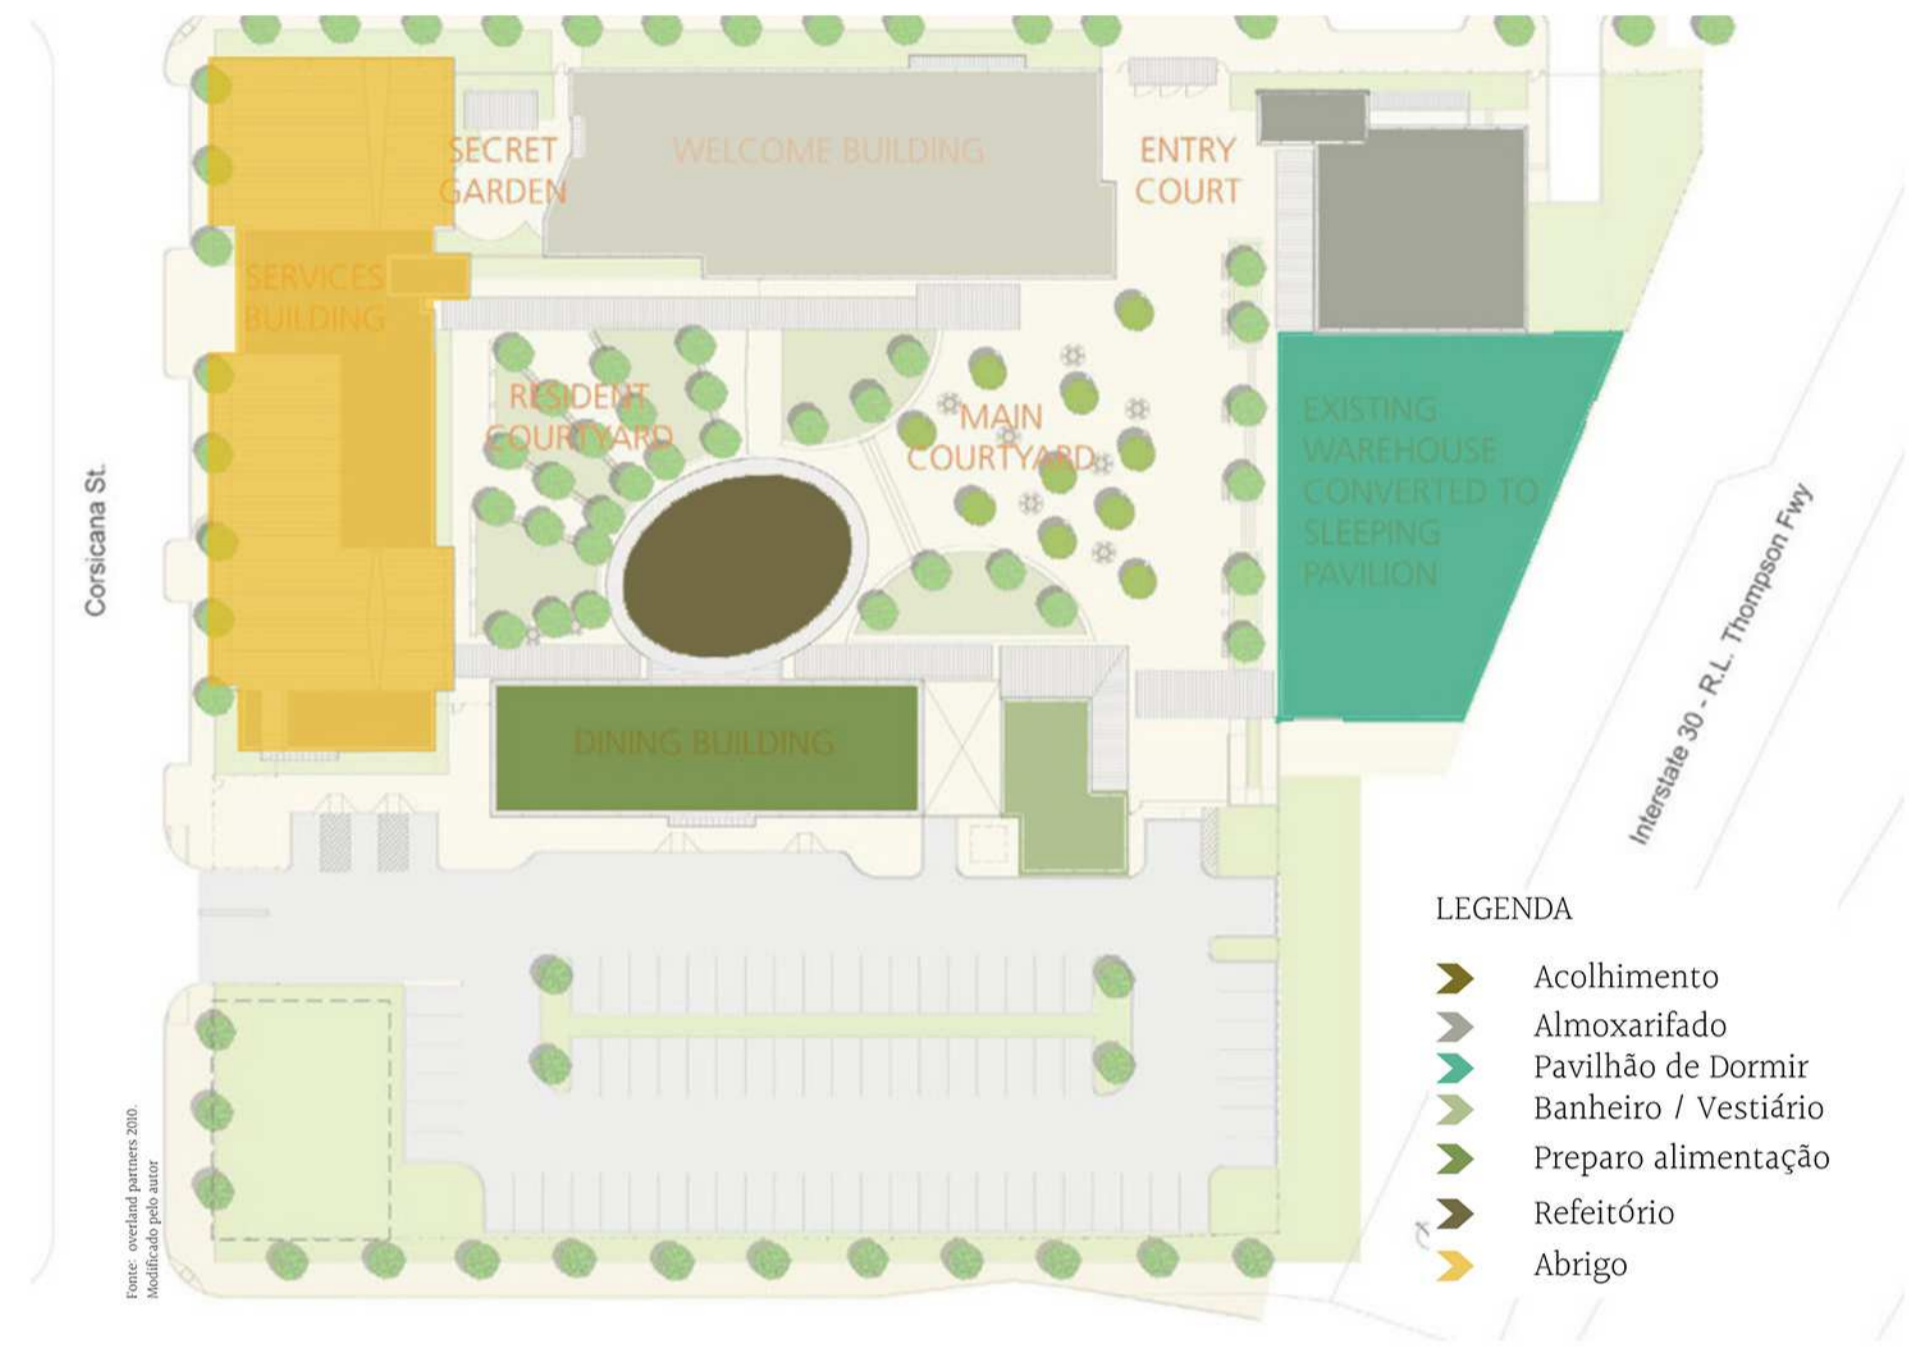 SECRET
GARDEN
WELCOME BUILDING
ENTRY
COURT
SERVICES
BUILDING
RESIDENT
COURTYARD
MAIN
COURTYARD
EXISTING
WAREHOUSE
CONVERTED TO
SLEEPING
PAVILION
Corsicana St.
DINING BUILDING
Interstate 30 - R.L. Thompson Fwy
LEGENDA
Acolhimento
Almoxarifado
Pavilhão de Dormir
Banheiro / Vestiário
Preparo alimentação
Refeitório
Abrigo
Fonte: overland partners 2010.
Modificado pelo autor